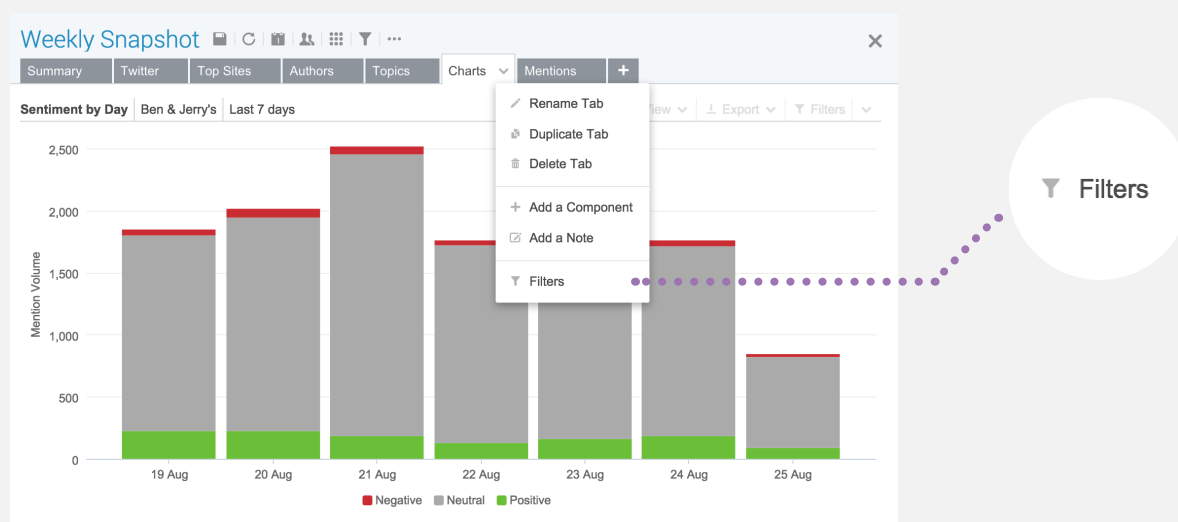 Weekly Snapshot
Summary Twitter Top Sites Authors Topics Charts Mentions +
Sentiment by Day Ben & Jerry's Last 7 days Export Filters
Rename Tab
Duplicate Tab
Delete Tab
Add a Component
Add a Note
Filters
Filters
Mention Volume
2,500
2,000
1,500
1,000
500
0
19 Aug 20 Aug 21 Aug 22 Aug 23 Aug 24 Aug 25 Aug
Negative Neutral Positive